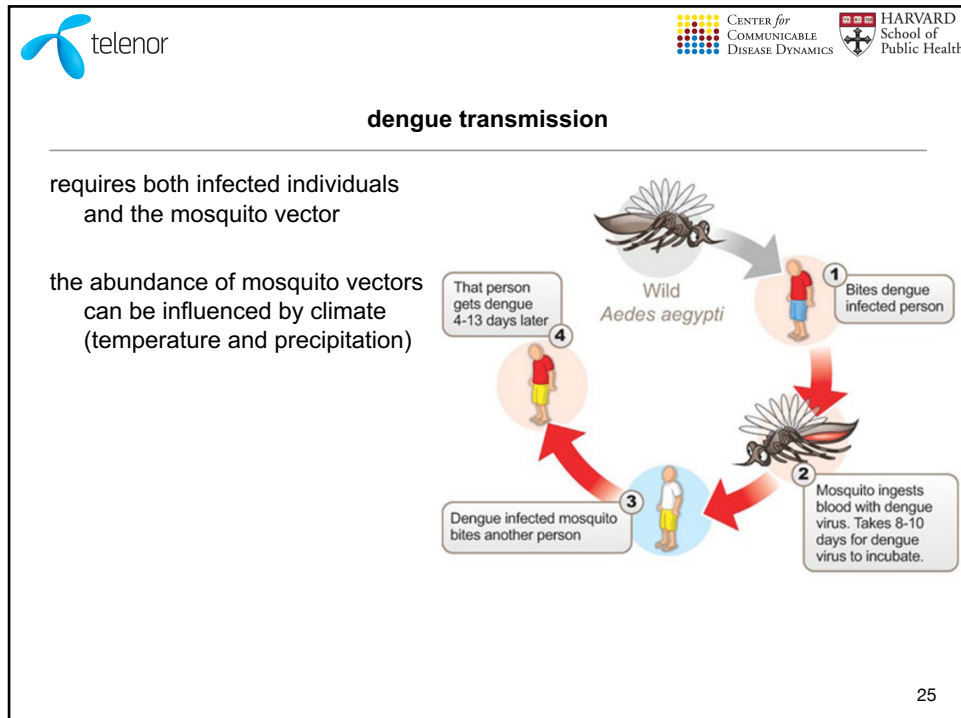 telenor
CENTER for
COMMUNICABLE
DISEASE DYNAMICS
HARVARD
School of
Public Health
dengue transmission
requires both infected individuals
and the mosquito vector
the abundance of mosquito vectors
can be influenced by climate
(temperature and precipitation)
Wild
Aedes aegypti
1
Bites dengue
infected person
2
Mosquito ingests
blood with dengue
virus. Takes 8-10
days for dengue
virus to incubate.
3
Dengue infected mosquito
bites another person
That person
gets dengue
4-13 days later
4
25